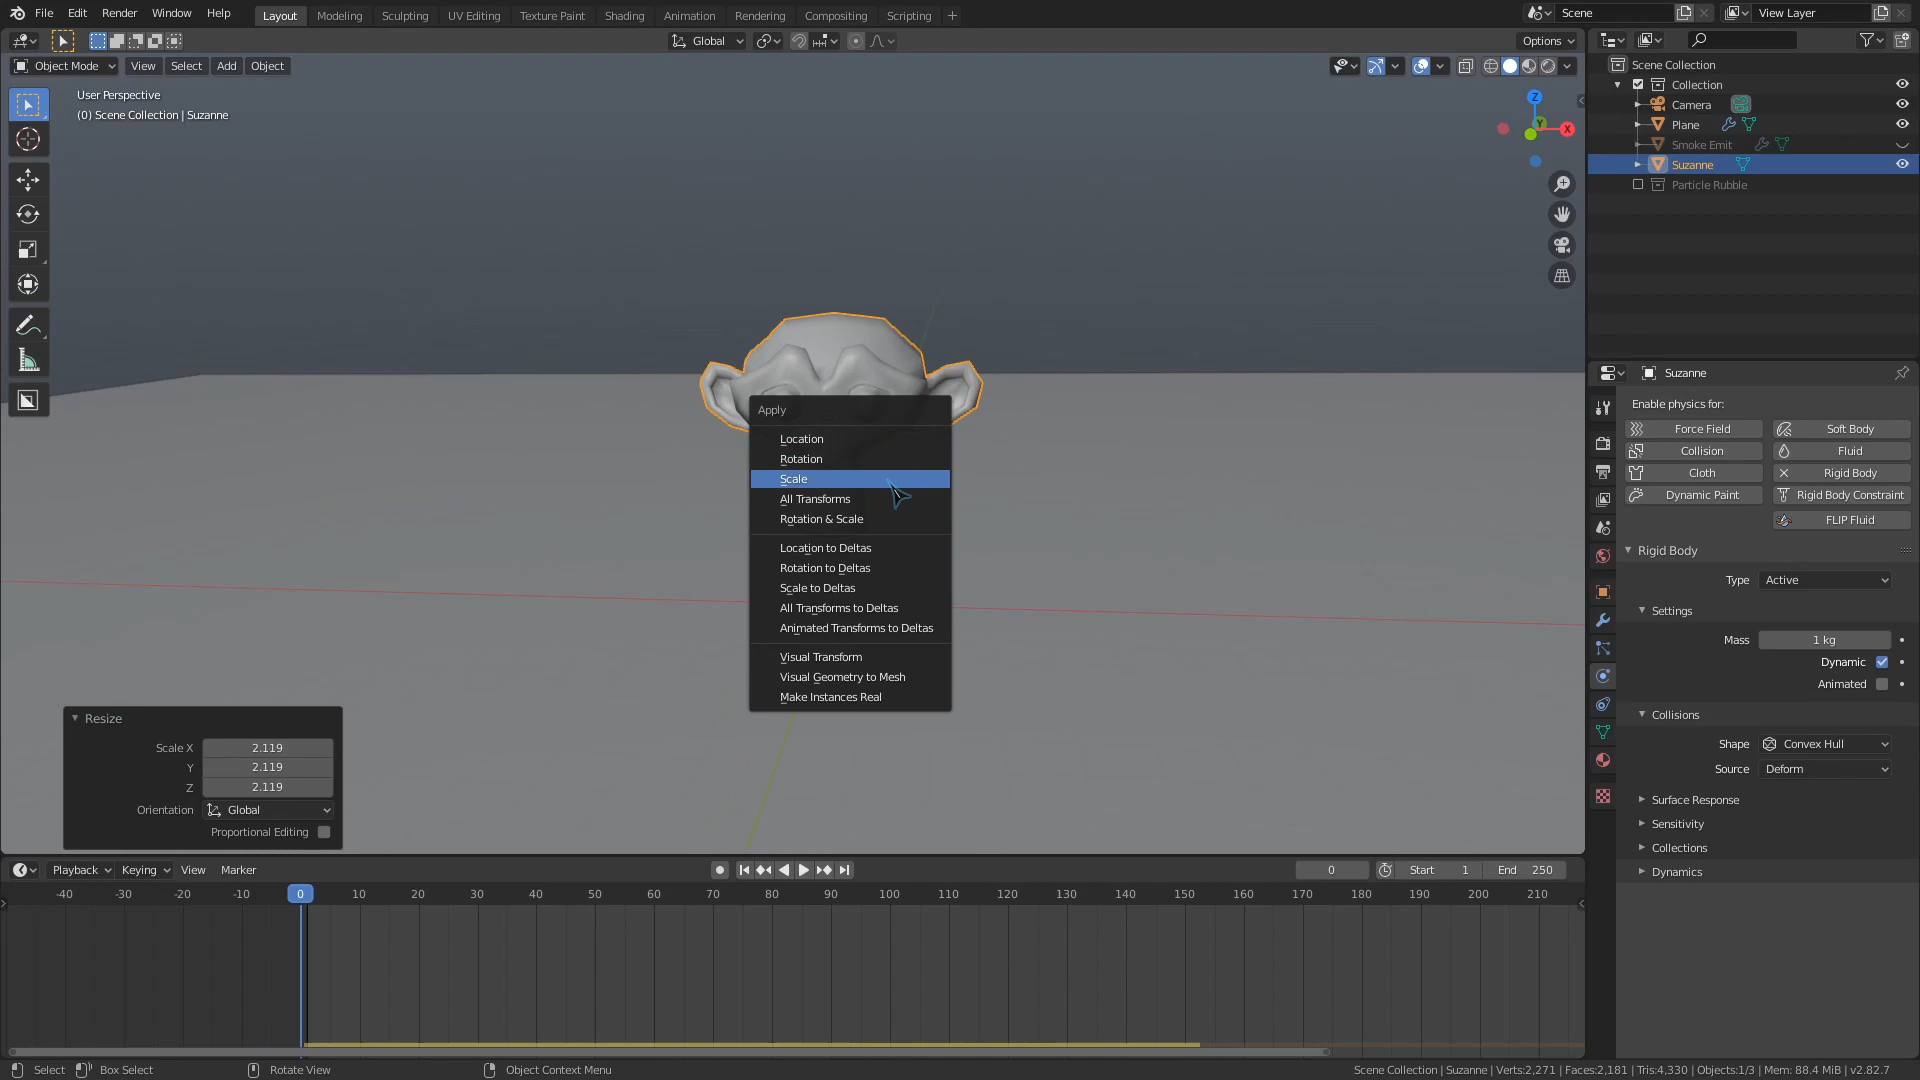 File Edit Render Window Help Layout Modeling Sculpting UV Editing Texture Paint Shading Animation Rendering Compositing Scripting + Scene View Layer
Global Options
Object Mode View Select Add Object
User Perspective
(0) Scene Collection | Suzanne
Z
Y
X
Scene Collection
Collection
Camera
Plane
Smoke Emit
Suzanne
Particle Rubble
Apply
Location
Rotation
Scale
All Transforms
Rotation & Scale
Location to Deltas
Rotation to Deltas
Scale to Deltas
All Transforms to Deltas
Animated Transforms to Deltas
Visual Transform
Visual Geometry to Mesh
Make Instances Real
Resize
Scale X 2.119
Y 2.119
Z 2.119
Orientation Global
Proportional Editing
Suzanne
Enable physics for:
Force Field Soft Body
Collision Fluid
Cloth Rigid Body
Dynamic Paint Rigid Body Constraint
FLIP Fluid
Rigid Body
Type Active
Settings
Mass 1 kg
Dynamic
Animated
Collisions
Shape Convex Hull
Source Deform
Surface Response
Sensitivity
Collections
Dynamics
Playback Keying View Marker 0 Start 1 End 250
-40 -30 -20 -10 0 10 20 30 40 50 60 70 80 90 100 110 120 130 140 150 160 170 180 190 200 210
Select Box Select Rotate View Object Context Menu Scene Collection | Suzanne | Verts:2,271 | Faces:2,181 | Tris:4,330 | Objects:1/3 | Mem: 88.4 MiB | v2.82.7